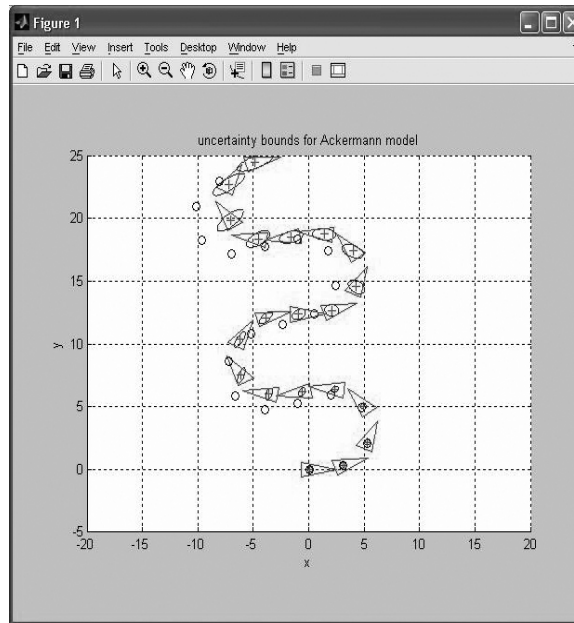 Figure 1
File Edit View Insert Tools Desktop Window Help
uncertainty bounds for Ackermann model
25
20
15
10
5
0
-5
y
-20 -15 -10 -5 0 5 10 15 20
x